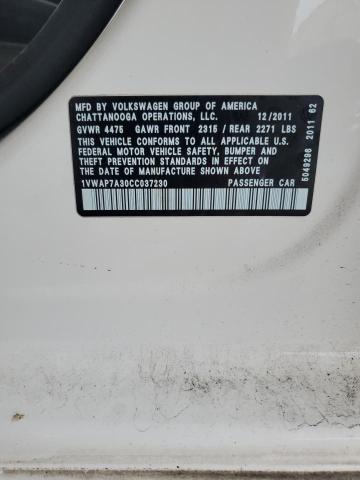 MFD BY VOLKSWAGEN GROUP OF AMERICA
CHATTANOOGA OPERATIONS, LLC. 12/2011
GVWR 4475 GAWR FRONT 2315 / REAR 2271 LBS
THIS VEHICLE CONFORMS TO ALL APPLICABLE U.S.
FEDERAL MOTOR VEHICLE SAFETY, BUMPER AND
THEFT PREVENTION STANDARDS IN EFFECT ON THE
DATE OF MANUFACTURE SHOWN ABOVE
1VWAP7A30CC037230 PASSENGER CAR
5049296 2011 62